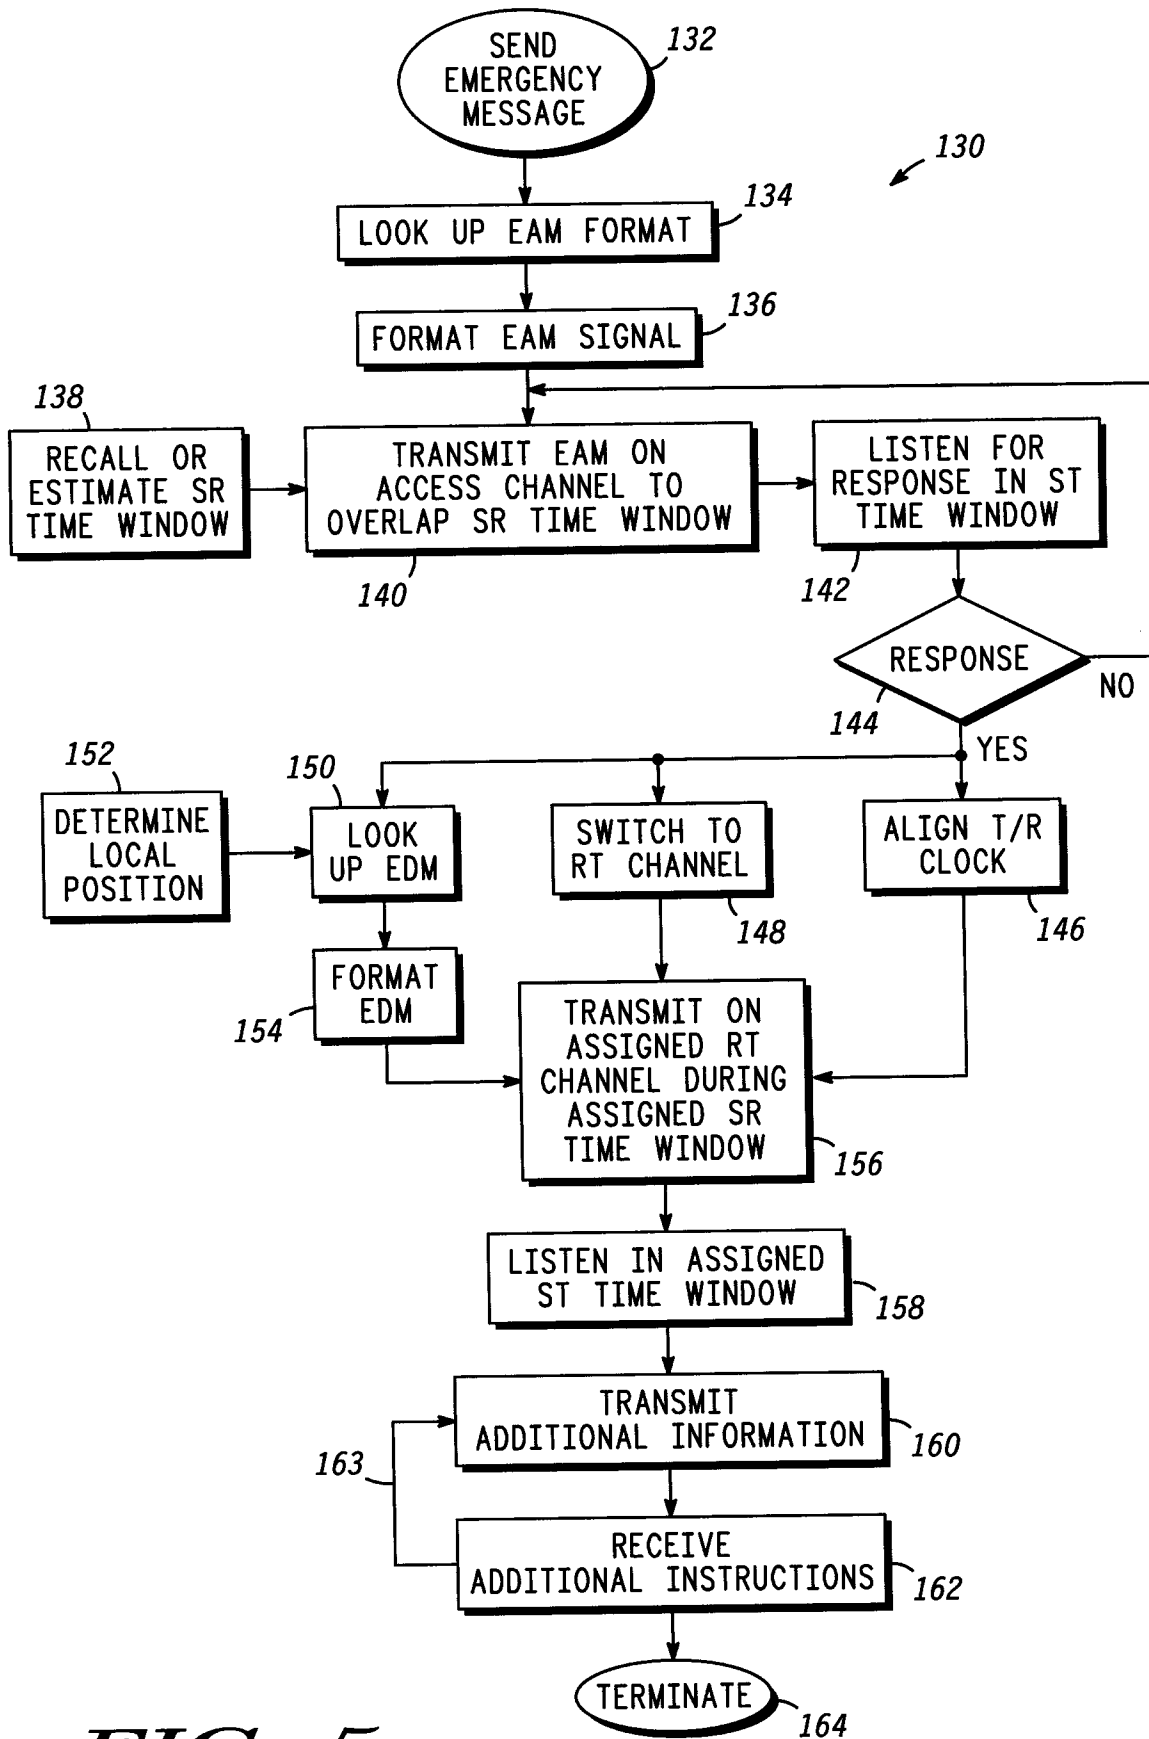 SEND
EMERGENCY
MESSAGE
132
130
134
LOOK UP EAM FORMAT
136
FORMAT EAM SIGNAL
138
RECALL OR
ESTIMATE SR
TIME WINDOW
TRANSMIT EAM ON
ACCESS CHANNEL TO
OVERLAP SR TIME WINDOW
140
LISTEN FOR
RESPONSE IN ST
TIME WINDOW
142
RESPONSE
144
NO
YES
152
DETERMINE
LOCAL
POSITION
150
LOOK
UP EDM
SWITCH TO
RT CHANNEL
148
ALIGN T/R
CLOCK
146
FORMAT
EDM
154
TRANSMIT ON
ASSIGNED RT
CHANNEL DURING
ASSIGNED SR
TIME WINDOW
156
LISTEN IN ASSIGNED
ST TIME WINDOW
158
TRANSMIT
ADDITIONAL INFORMATION
160
163
RECEIVE
ADDITIONAL INSTRUCTIONS
162
TERMINATE
164
FIG. 5